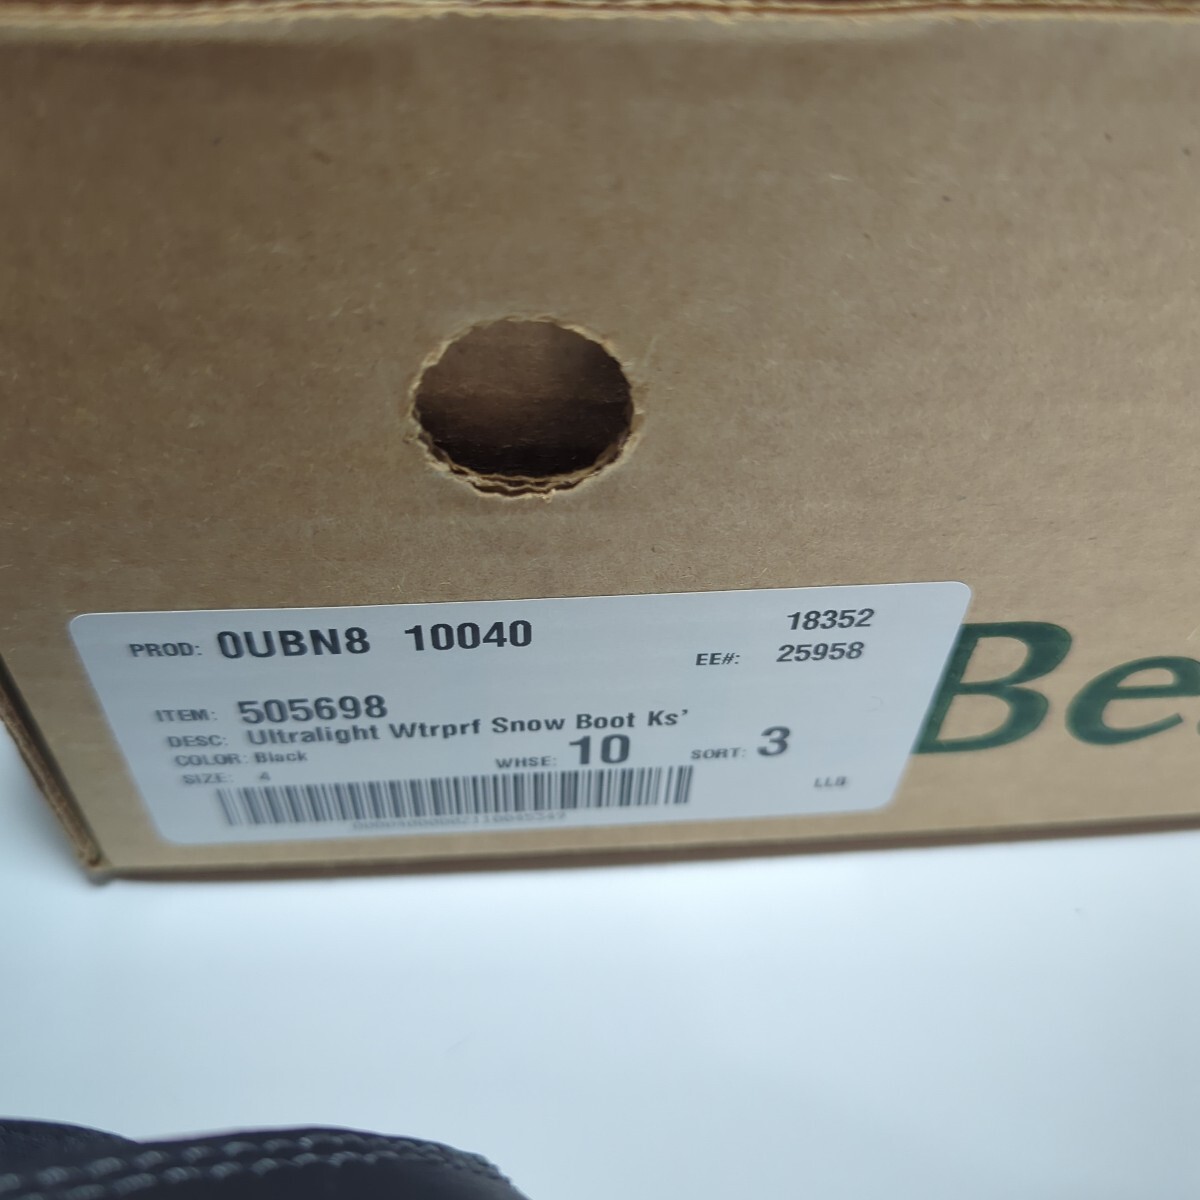 PROD: 0UBN8 10040 18352
EE#: 25958
ITEM: 505698
DESC: Ultralight Wtrprf Snow Boot Ks'
COLOR: Black WHSE: 10 SORT: 3
SIZE: 4
LLB
Be